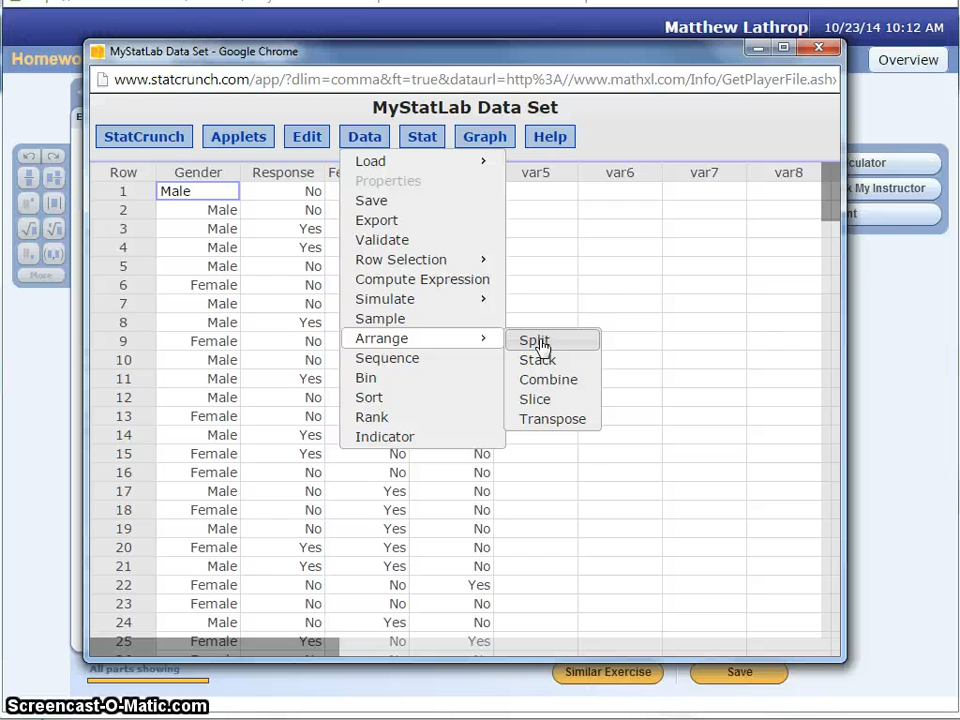 Matthew Lathrop 10/23/14 10:12 AM
Homewo Overview
MyStatLab Data Set - Google Chrome
www.statcrunch.com/app/?dlim=comma&ft=true&dataurl=http%3A//www.mathxl.com/Info/GetPlayerFile.ashx
MyStatLab Data Set
StatCrunch Applets Edit Data Stat Graph Help
Row Gender Response Fe var5 var6 var7 var8
1 Male No
2 Male No
3 Male Yes
4 Male Yes
5 Male No
6 Female No
7 Male No
8 Male Yes
9 Female No
10 Male No
11 Male Yes
12 Male No
13 Female No
14 Male Yes
15 Female Yes No No
16 Female No No No
17 Male No Yes No
18 Female No Yes No
19 Male No Yes No
20 Female Yes Yes No
21 Male Yes Yes No
22 Female No No Yes
23 Female No No No
24 Male No Yes No
25 Female Yes No Yes
Load
Properties
Save
Export
Validate
Row Selection
Compute Expression
Simulate
Sample
Arrange
Sequence
Bin
Sort
Rank
Indicator
Split
Stack
Combine
Slice
Transpose
culator
k My Instructor
nt
More
All parts showing
Similar Exercise Save
Screencast-O-Matic.com